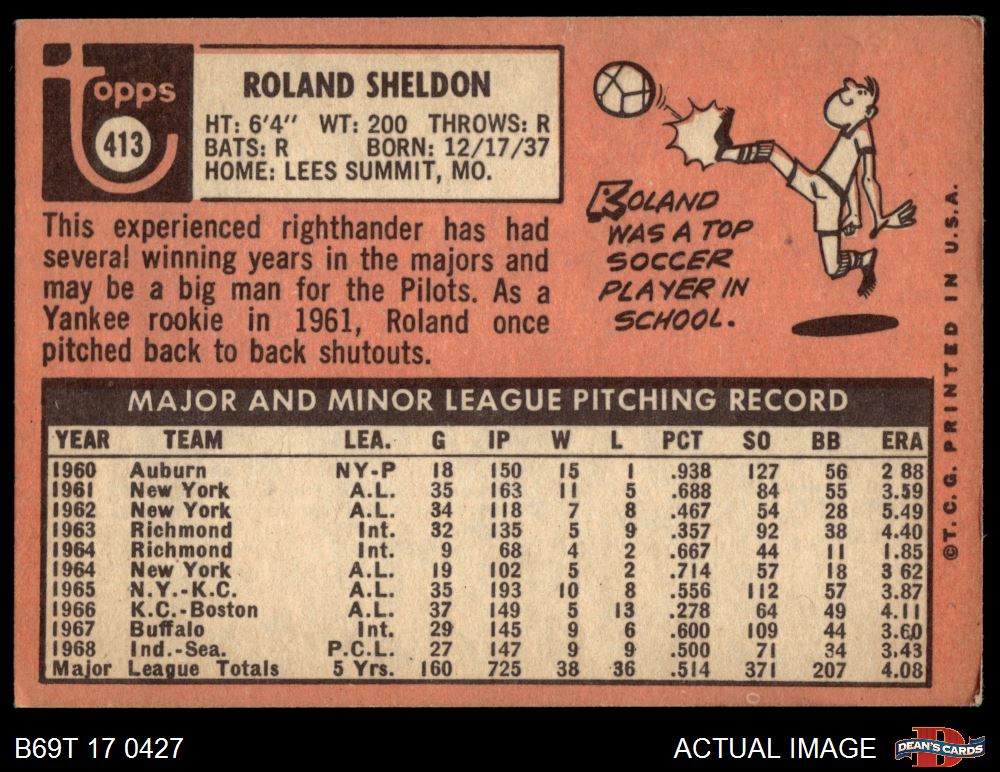 Topps
413
ROLAND SHELDON
HT: 6'4" WT: 200 THROWS: R
BATS: R BORN: 12/17/37
HOME: LEES SUMMIT, MO.
This experienced righthander has had
several winning years in the majors and
may be a big man for the Pilots. As a
Yankee rookie in 1961, Roland once
pitched back to back shutouts.
ROLAND
WAS A TOP
SOCCER
PLAYER IN
SCHOOL.
MAJOR AND MINOR LEAGUE PITCHING RECORD
YEAR TEAM LEA. G IP W L PCT SO BB ERA
1960 Auburn NY-P 18 150 15 1 .938 127 56 2 88
1961 New York A.L. 35 163 11 5 .688 84 55 3.59
1962 New York A.L. 34 118 7 8 .467 54 28 5.49
1963 Richmond Int. 32 135 5 9 .357 92 38 4.40
1964 Richmond Int. 9 68 4 2 .667 44 11 1.85
1964 New York A.L. 19 102 5 2 .714 57 18 3 62
1965 N.Y.-K.C. A.L. 35 193 10 8 .556 112 57 3.87
1966 K.C.-Boston A.L. 37 149 5 13 .278 64 49 4.11
1967 Buffalo Int. 29 145 9 6 .600 109 44 3.60
1968 Ind.-Sea. P.C.L. 27 147 9 9 .500 71 34 3.43
Major League Totals 5 Yrs. 160 725 38 36 .514 371 207 4.08
©T.C.G. PRINTED IN U.S.A.
B69T 17 0427
ACTUAL IMAGE
D
DEAN'S CARDS